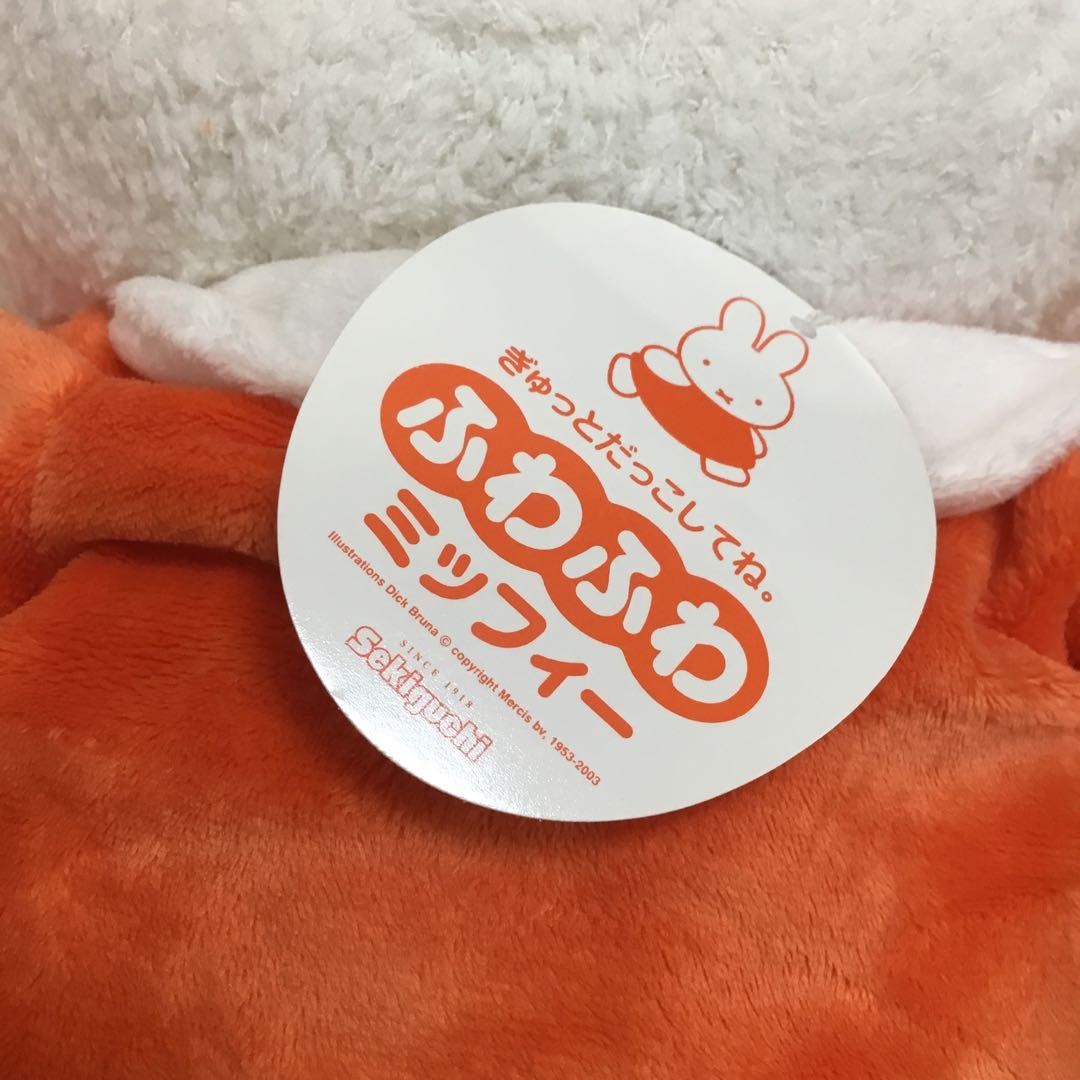 ぎゅっとだっこしてね。
ふわふわ
ミッフィー
Illustrations Dick Bruna © copyright Mercis bv, 1953-2003
SINCE 1918
Sekiguchi